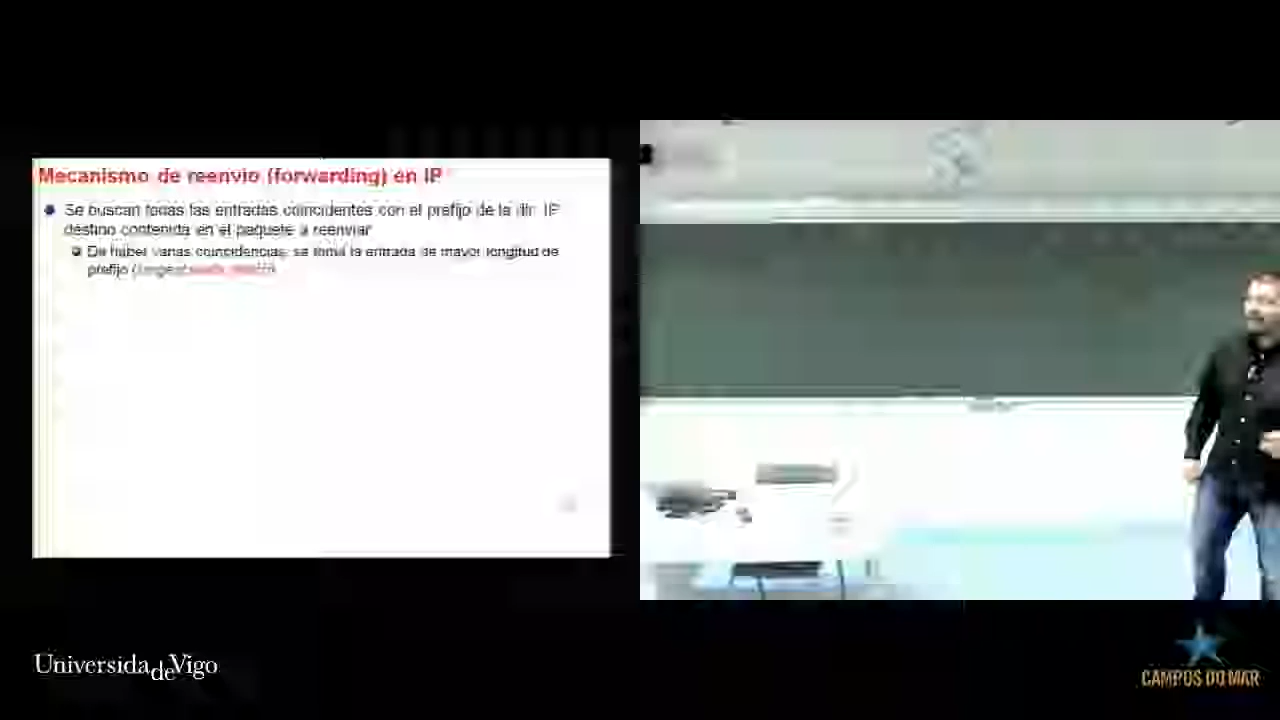 Mecanismo de reenvío (forwarding) en IP
Se buscan todas las entradas coincidentes con el prefijo de la dir. IP
destino contenida en el paquete a reenviar
De haber varias coincidencias, se toma la entrada de mayor longitud de
prefijo
UniversidadeVigo
CAMPUS DO MAR